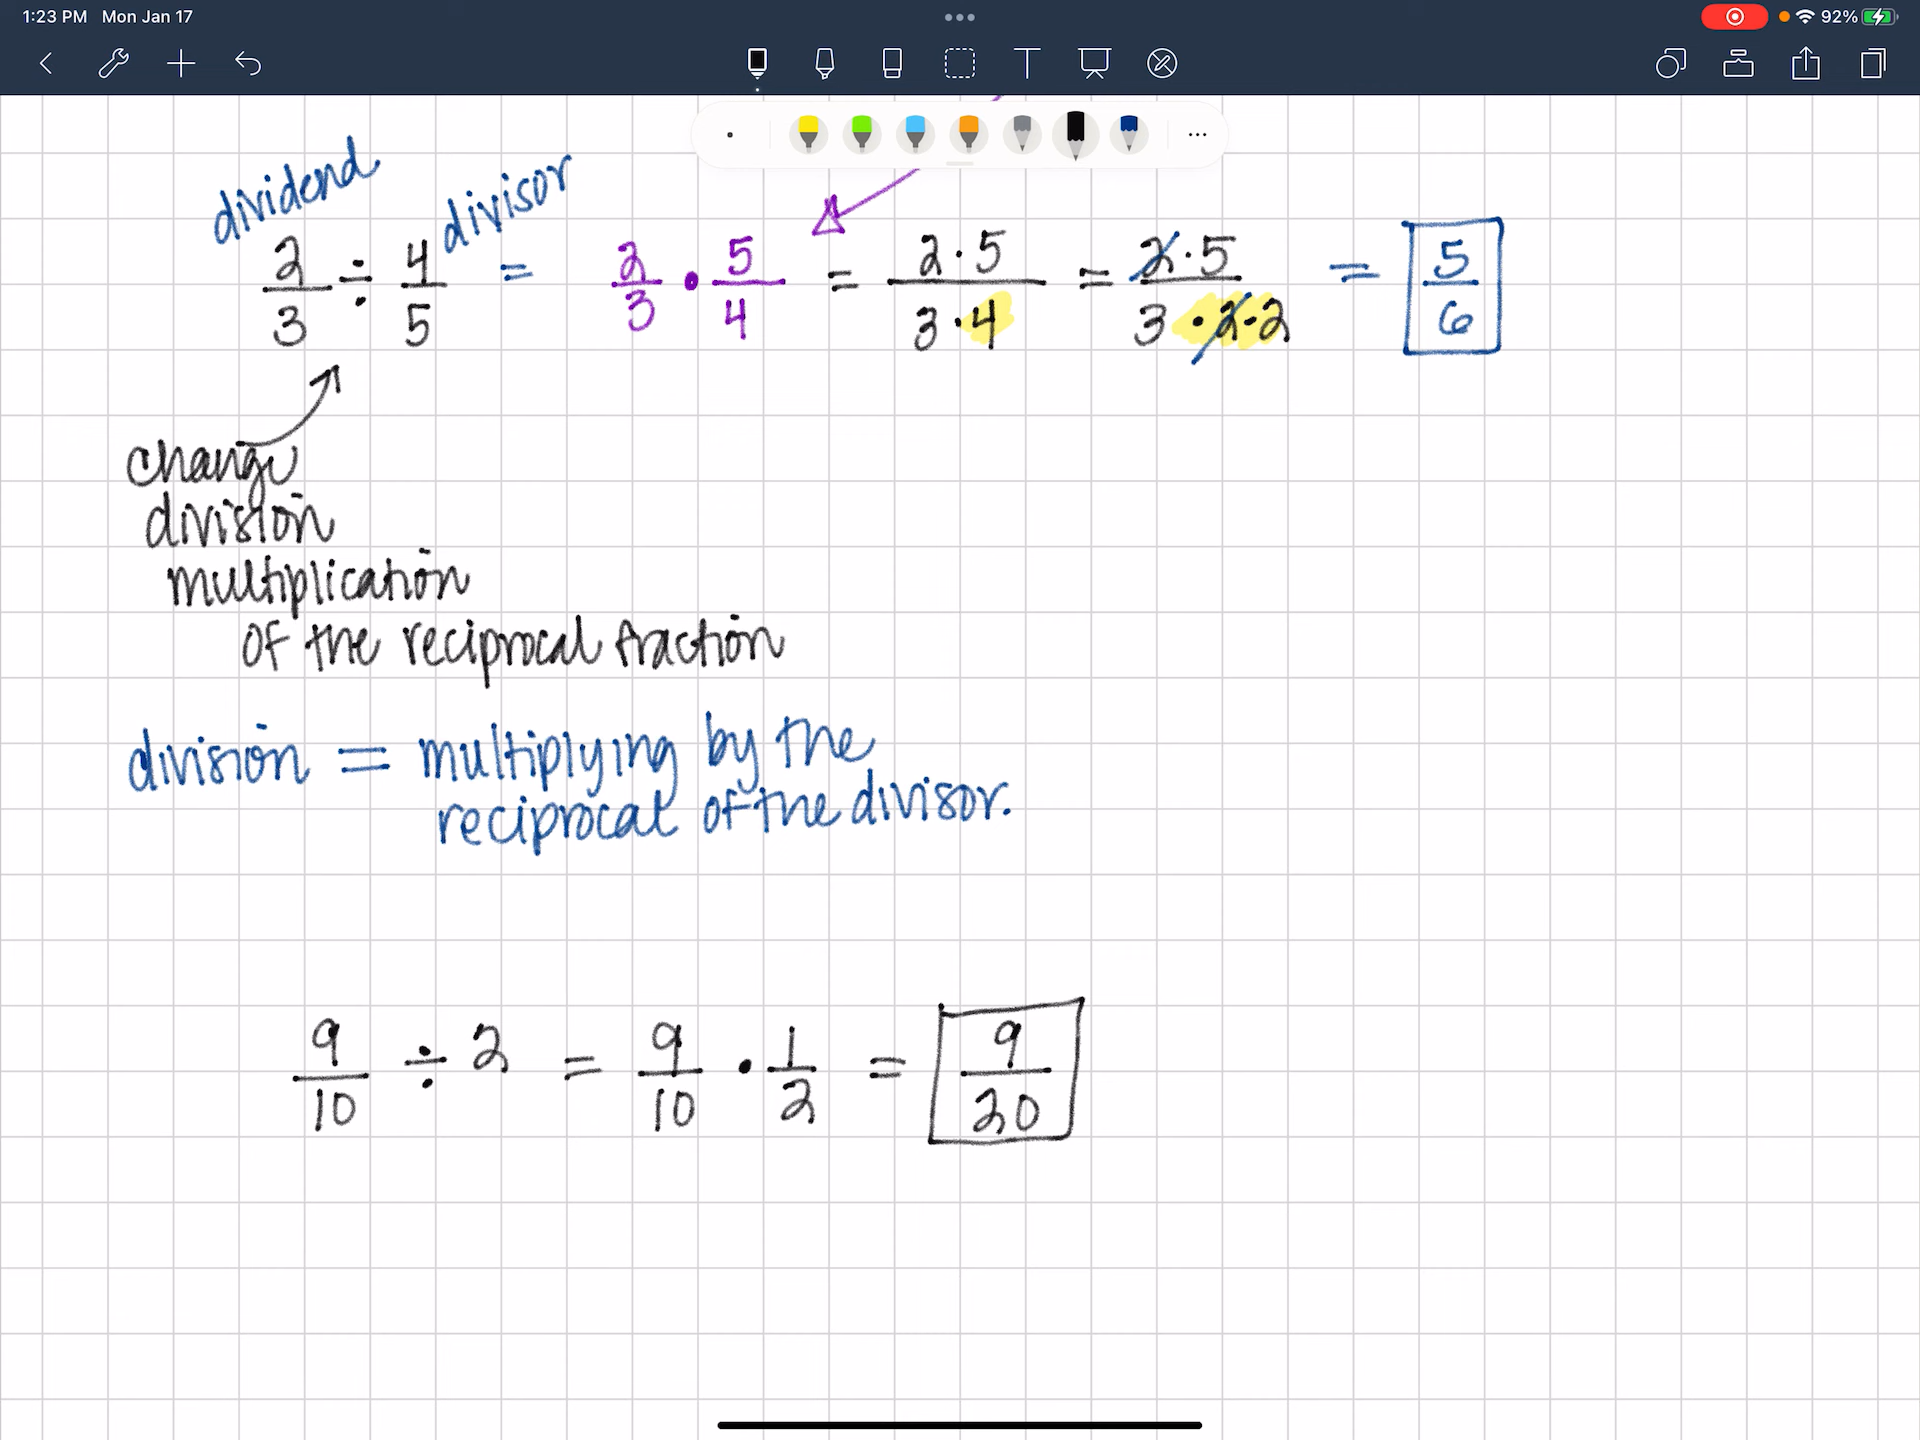 1:23 PM Mon Jan 17
92%
T
dividend
divisor
2/3 ÷ 4/5 = 2/3 • 5/4 = 2·5/3·4 = 2·5/3·2·2 = 5/6
change
division
multiplication
of the reciprocal fraction
division = multiplying by the
reciprocal of the divisor.
9/10 ÷ 2 = 9/10 • 1/2 = 9/20